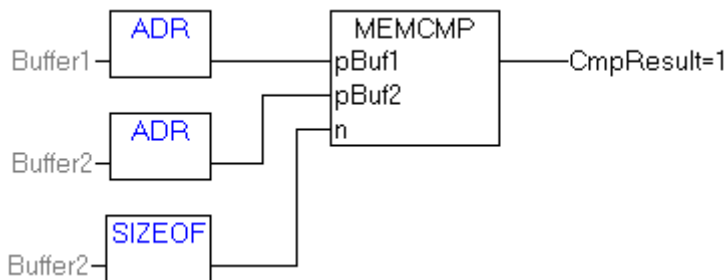 ADR
MEMCMP
Buffer1
pBuf1
CmpResult=1
pBuf2
ADR
n
Buffer2
SIZEOF
Buffer2